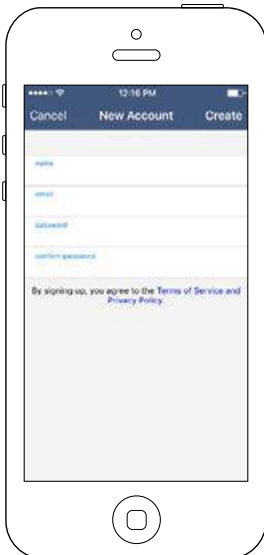 12:16 PM
Cancel New Account Create
name
email
password
confirm password
By signing up, you agree to the Terms of Service and
Privacy Policy.